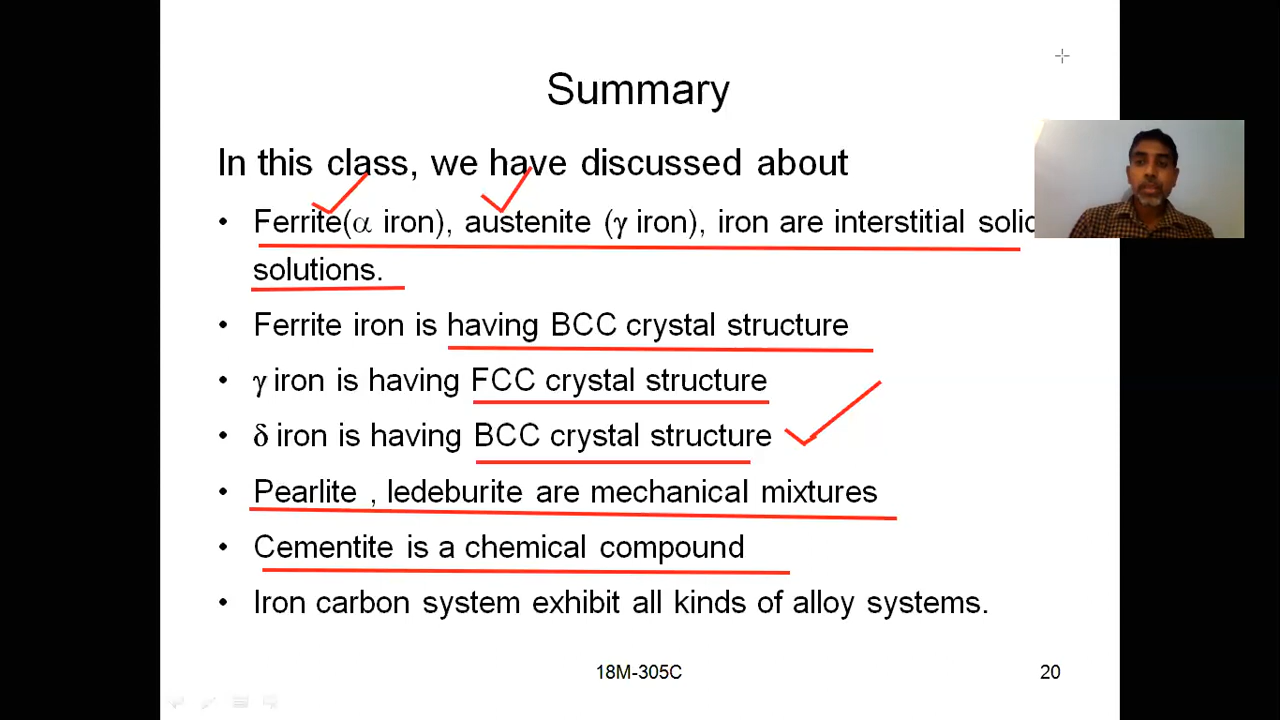 Summary
In this class, we have discussed about
• Ferrite(α iron), austenite (γ iron), iron are interstitial solid
solutions.
• Ferrite iron is having BCC crystal structure
• γ iron is having FCC crystal structure
• δ iron is having BCC crystal structure
• Pearlite , ledeburite are mechanical mixtures
• Cementite is a chemical compound
• Iron carbon system exhibit all kinds of alloy systems.
18M-305C
20